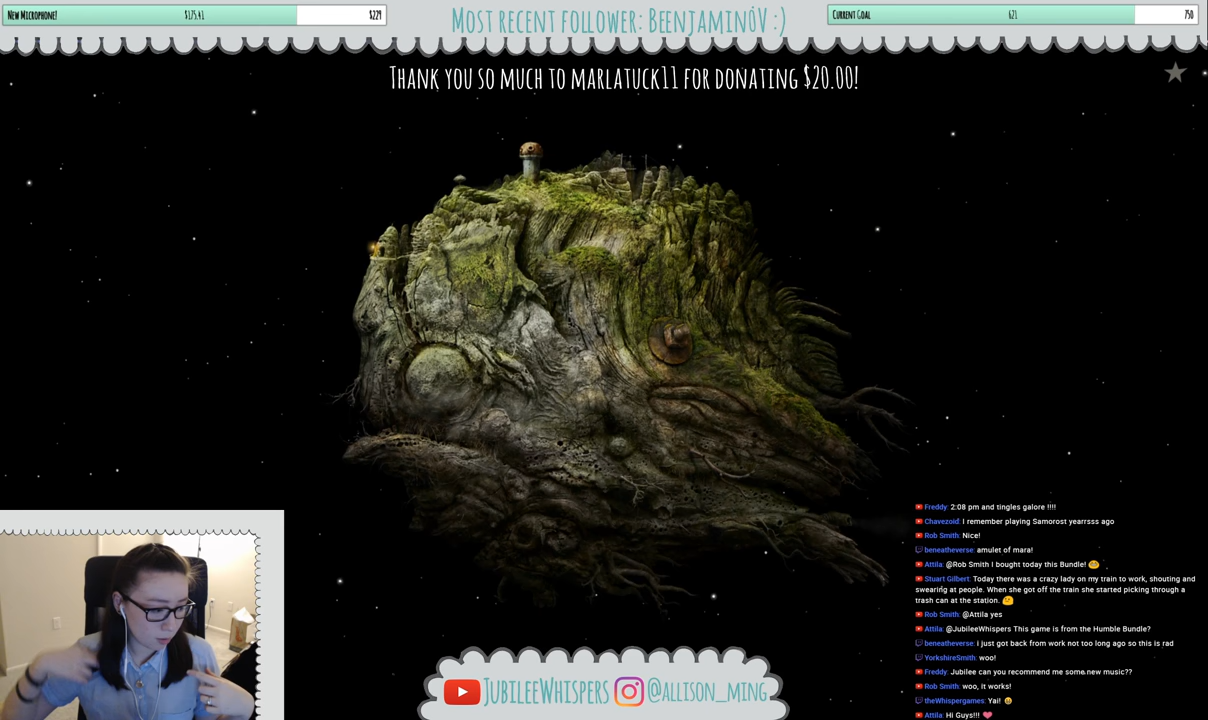 New Microphone! $175.41 $229
Most recent follower: Beenjamin0V :)
Current Goal 621 750
Thank you so much to marlatuck11 for donating $20.00!
Freddy: 2:08 pm and tingles galore !!!!
Chavezoid: I remember playing Samorost yearrsss ago
Rob Smith: Nice!
beneatheverse: amulet of mara!
Attila: @Rob Smith I bought today this Bundle!
Stuart Gilbert: Today there was a crazy lady on my train to work, shouting and
swearing at people. When she got off the train she started picking through a
trash can at the station.
Rob Smith: @Attila yes
Attila: @JubileeWhispers This game is from the Humble Bundle?
beneatheverse: i just got back from work not too long ago so this is rad
YorkshireSmith: woo!
Freddy: Jubilee can you recommend me some new music??
Rob Smith: woo, it works!
theWhispergames: Yai!
Attila: Hi Guys!!!
JubileeWhispers @allison_ming